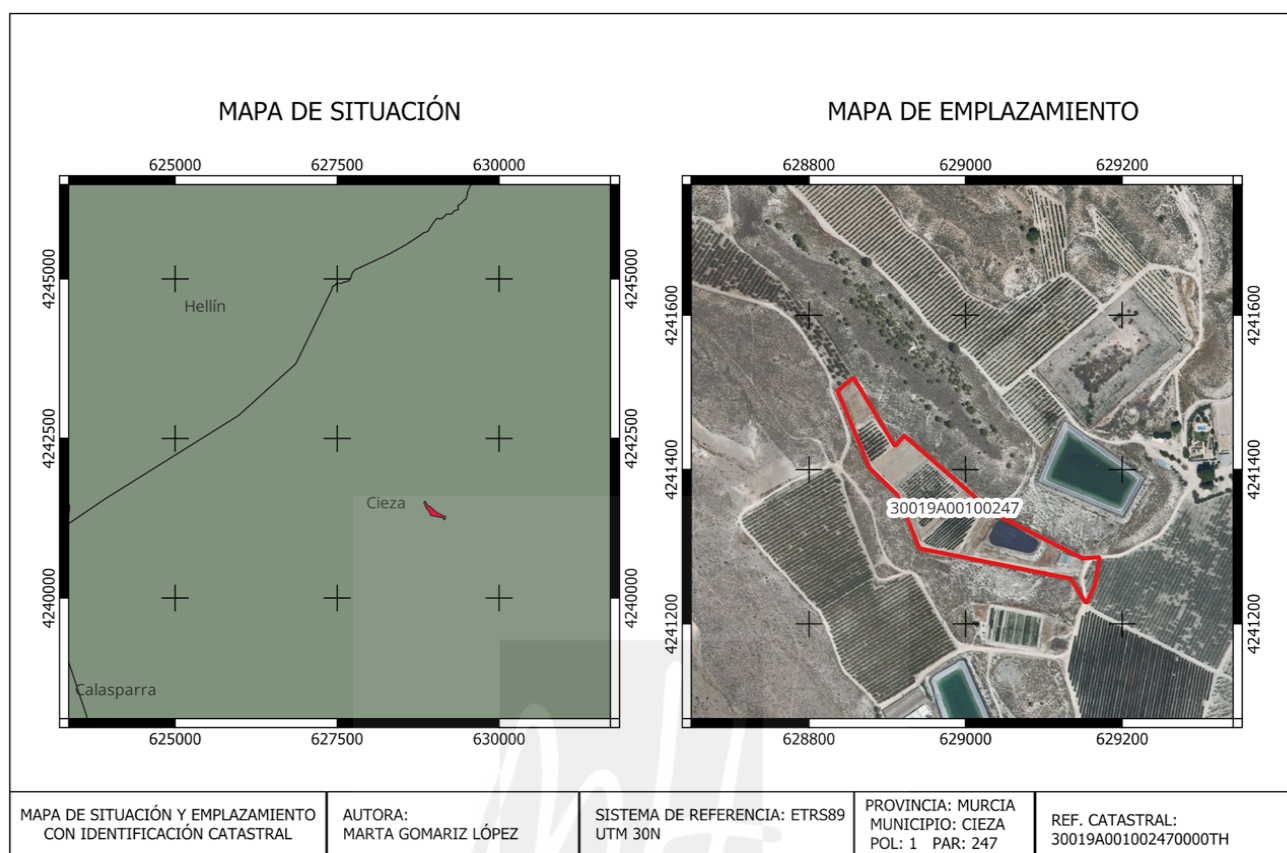 MAPA DE SITUACIÓN
625000 627500 630000
4245000 4245000
Hellín
4242500 4242500
Cieza
4240000 4240000
Calasparra
625000 627500 630000
MAPA DE EMPLAZAMIENTO
628800 629000 629200
4241600 4241600
4241400 4241400
30019A00100247
4241200 4241200
628800 629000 629200
MAPA DE SITUACIÓN Y EMPLAZAMIENTO
CON IDENTIFICACIÓN CATASTRAL
AUTORA:
MARTA GOMARIZ LÓPEZ
SISTEMA DE REFERENCIA: ETRS89
UTM 30N
PROVINCIA: MURCIA
MUNICIPIO: CIEZA
POL: 1 PAR: 247
REF. CATASTRAL:
30019A001002470000TH